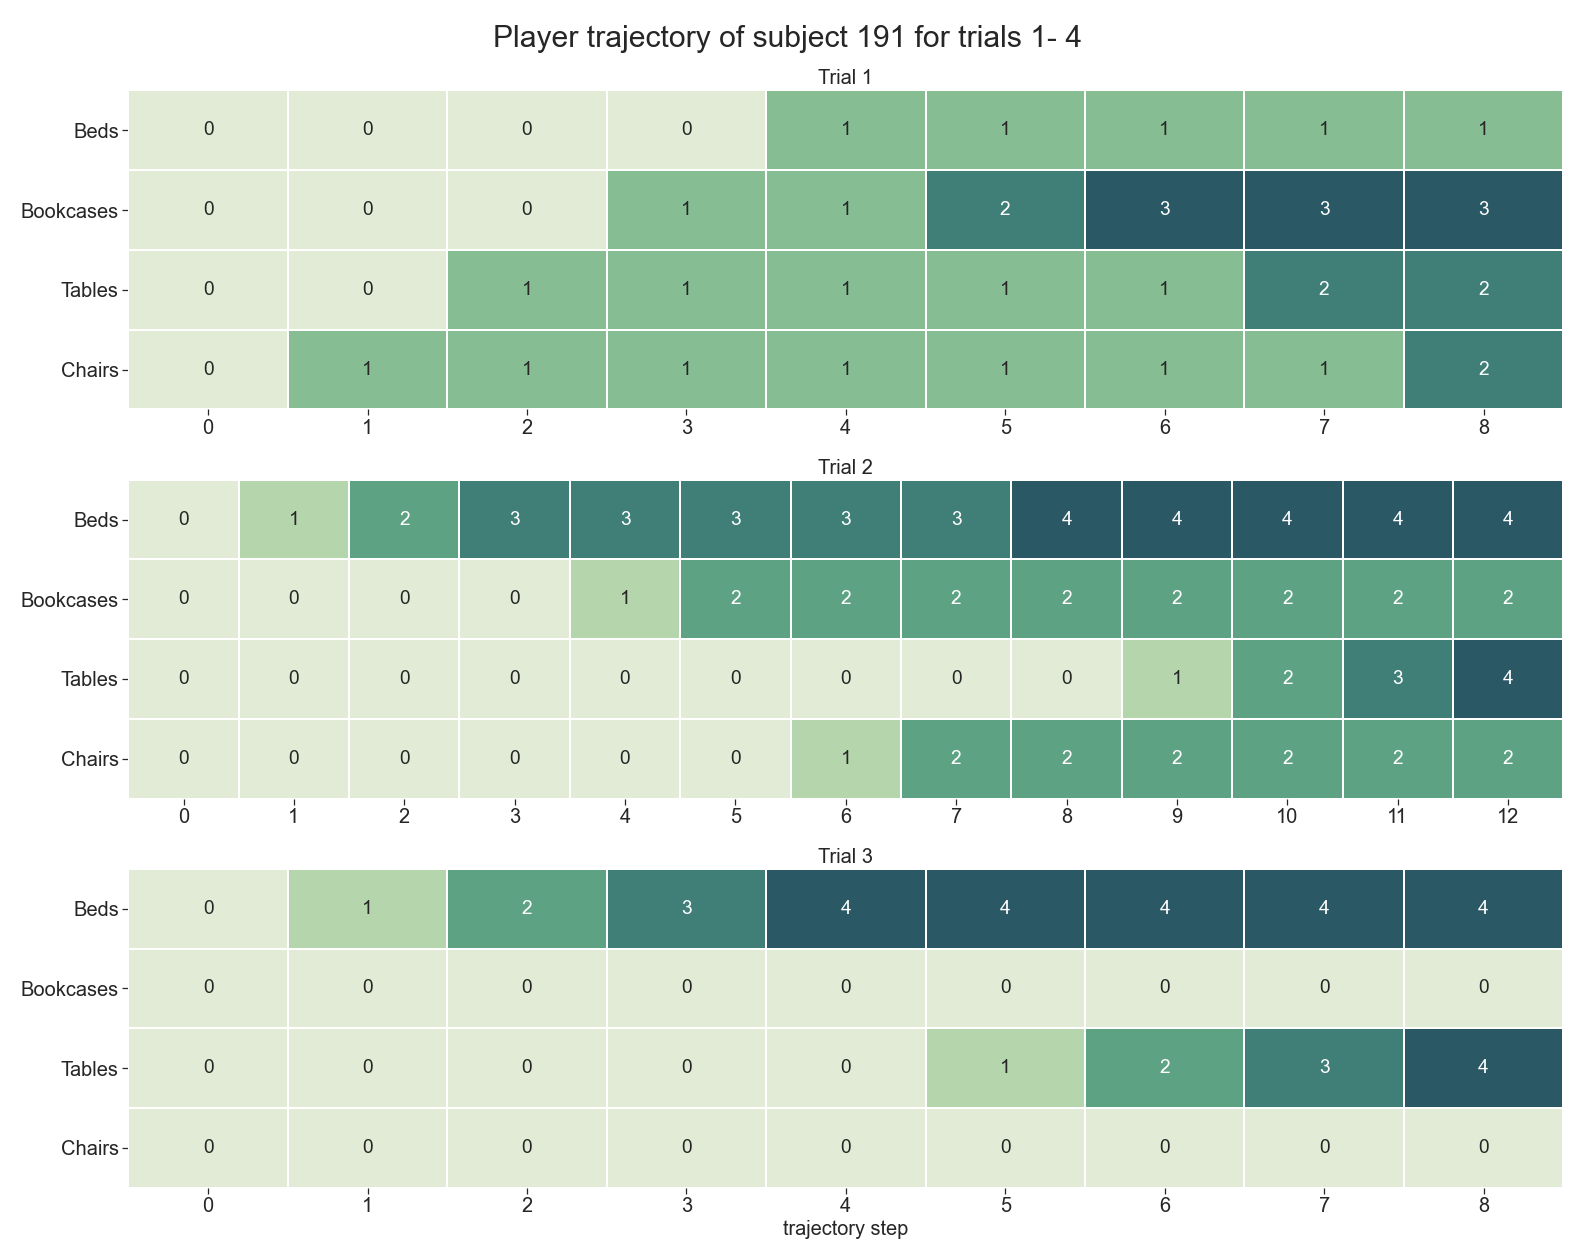 Player trajectory of subject 191 for trials 1- 4
Trial 1
Beds 0 0 0 0 1 1 1 1 1
Bookcases 0 0 0 1 1 2 3 3 3
Tables 0 0 1 1 1 1 1 2 2
Chairs 0 1 1 1 1 1 1 1 2
0 1 2 3 4 5 6 7 8
Trial 2
Beds 0 1 2 3 3 3 3 3 4 4 4 4 4
Bookcases 0 0 0 0 1 2 2 2 2 2 2 2 2
Tables 0 0 0 0 0 0 0 0 0 1 2 3 4
Chairs 0 0 0 0 0 0 1 2 2 2 2 2 2
0 1 2 3 4 5 6 7 8 9 10 11 12
Trial 3
Beds 0 1 2 3 4 4 4 4 4
Bookcases 0 0 0 0 0 0 0 0 0
Tables 0 0 0 0 0 1 2 3 4
Chairs 0 0 0 0 0 0 0 0 0
0 1 2 3 4 5 6 7 8
trajectory step